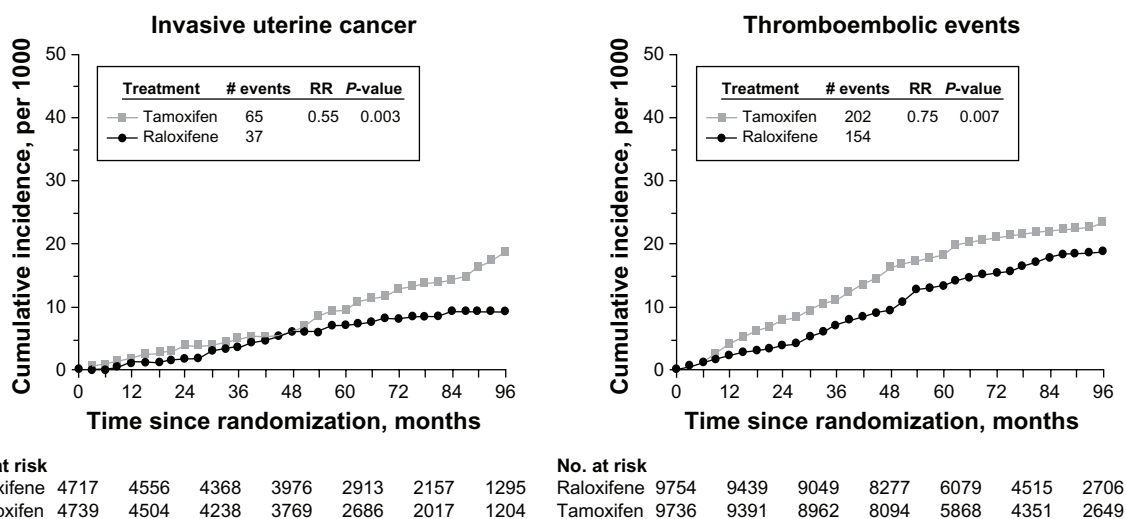 Invasive uterine cancer
Cumulative incidence, per 1000
50
40
30
20
10
0
Treatment # events RR P-value
Tamoxifen 65 0.55 0.003
Raloxifene 37
0 12 24 36 48 60 72 84 96
Time since randomization, months
at risk
xifene 4717 4556 4368 3976 2913 2157 1295
oxifen 4739 4504 4238 3769 2686 2017 1204
Thromboembolic events
Cumulative incidence, per 1000
50
40
30
20
10
0
Treatment # events RR P-value
Tamoxifen 202 0.75 0.007
Raloxifene 154
0 12 24 36 48 60 72 84 96
Time since randomization, months
No. at risk
Raloxifene 9754 9439 9049 8277 6079 4515 2706
Tamoxifen 9736 9391 8962 8094 5868 4351 2649